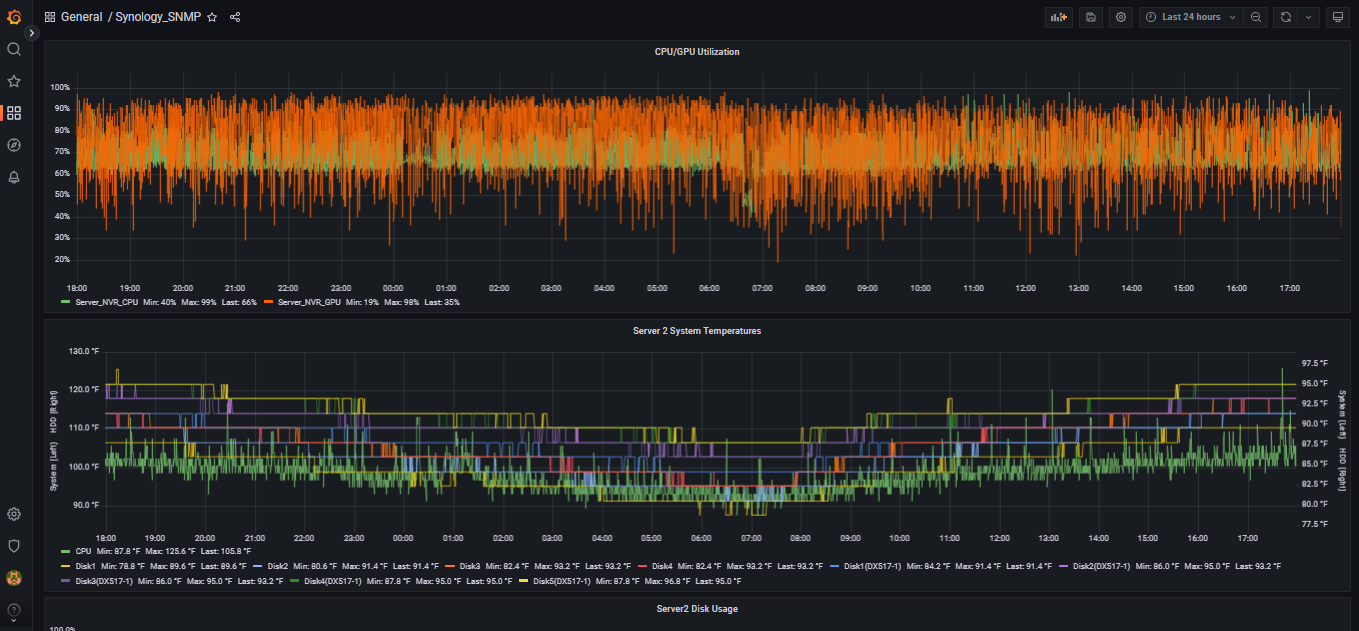 General / Synology_SNMP
Last 24 hours
CPU/GPU Utilization
100%
90%
80%
70%
60%
50%
40%
30%
20%
18:00 19:00 20:00 21:00 22:00 23:00 00:00 01:00 02:00 03:00 04:00 05:00 06:00 07:00 08:00 09:00 10:00 11:00 12:00 13:00 14:00 15:00 16:00 17:00
Server_NVR_CPU Min: 40% Max: 99% Last: 66% Server_NVR_GPU Min: 19% Max: 98% Last: 35%
Server 2 System Temperatures
System [Left] HDD [Right]
130.0 °F
120.0 °F
110.0 °F
100.0 °F
90.0 °F
97.5 °F
95.0 °F
92.5 °F
90.0 °F
87.5 °F
85.0 °F
82.5 °F
80.0 °F
77.5 °F
System [Left] HDD [Right]
18:00 19:00 20:00 21:00 22:00 23:00 00:00 01:00 02:00 03:00 04:00 05:00 06:00 07:00 08:00 09:00 10:00 11:00 12:00 13:00 14:00 15:00 16:00 17:00
CPU Min: 87.8 °F Max: 125.6 °F Last: 105.8 °F
Disk1 Min: 78.8 °F Max: 89.6 °F Last: 89.6 °F Disk2 Min: 80.6 °F Max: 91.4 °F Last: 91.4 °F Disk3 Min: 82.4 °F Max: 93.2 °F Last: 93.2 °F Disk4 Min: 82.4 °F Max: 93.2 °F Last: 93.2 °F Disk1(DX517-1) Min: 84.2 °F Max: 91.4 °F Last: 91.4 °F Disk2(DX517-1) Min: 86.0 °F Max: 95.0 °F Last: 93.2 °F
Disk3(DX517-1) Min: 86.0 °F Max: 95.0 °F Last: 93.2 °F Disk4(DX517-1) Min: 87.8 °F Max: 95.0 °F Last: 95.0 °F Disk5(DX517-1) Min: 87.8 °F Max: 96.8 °F Last: 95.0 °F
Server2 Disk Usage
100.0%